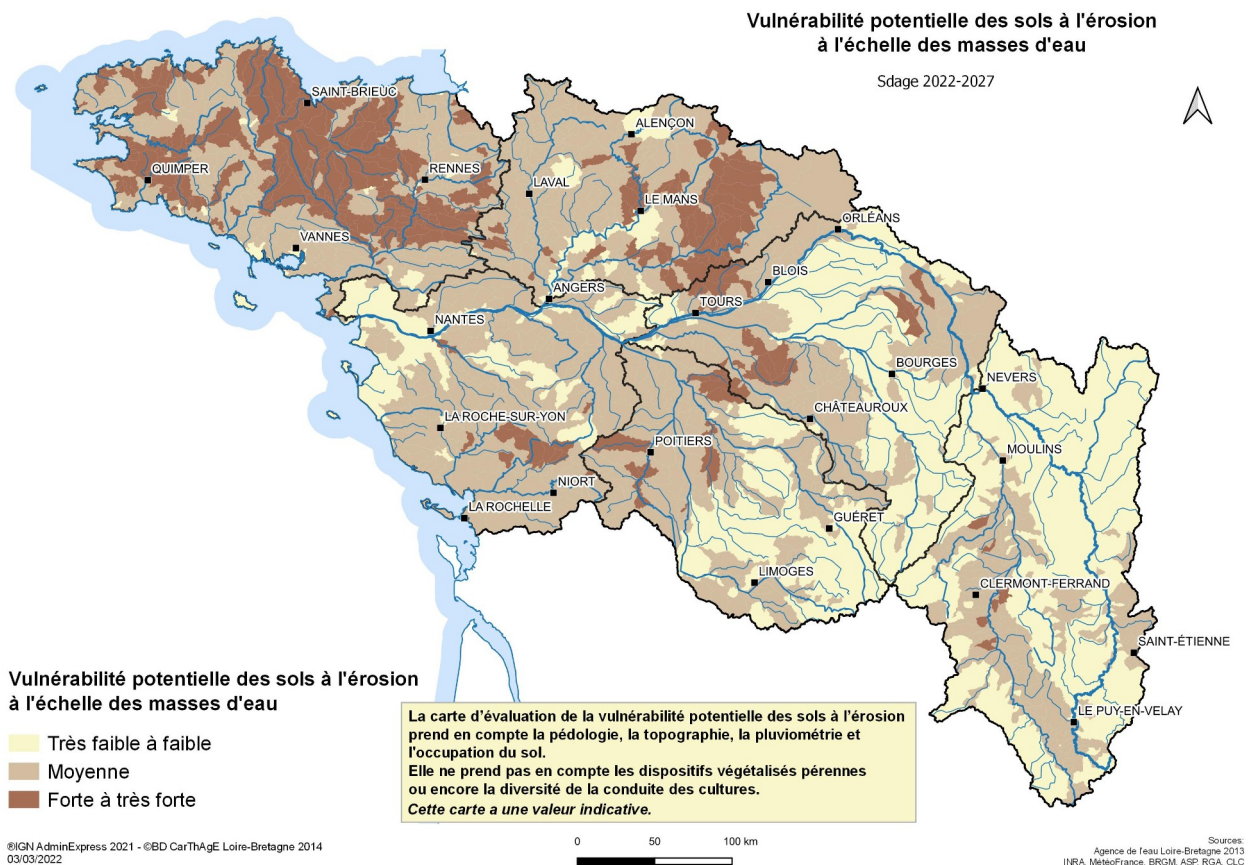 Vulnérabilité potentielle des sols à l'érosion
à l'échelle des masses d'eau
Sdage 2022-2027
SAINT-BRIEUC
ALENÇON
QUIMPER
RENNES
LAVAL
LE MANS
ORLÉANS
VANNES
BLOIS
ANGERS
TOURS
NANTES
BOURGES
NEVERS
CHÂTEAUROUX
LA ROCHE-SUR-YON
POITIERS
MOULINS
NIORT
LA ROCHELLE
GUÉRET
LIMOGES
CLERMONT-FERRAND
SAINT-ÉTIENNE
LE PUY-EN-VELAY
Vulnérabilité potentielle des sols à l'érosion
à l'échelle des masses d'eau
Très faible à faible
Moyenne
Forte à très forte
La carte d'évaluation de la vulnérabilité potentielle des sols à l'érosion
prend en compte la pédologie, la topographie, la pluviométrie et
l'occupation du sol.
Elle ne prend pas en compte les dispositifs végétalisés pérennes
ou encore la diversité de la conduite des cultures.
Cette carte a une valeur indicative.
®IGN AdminExpress 2021 - ©BD CarThAgE Loire-Bretagne 2014
03/03/2022
0 50 100 km
Sources:
Agence de l'eau Loire-Bretagne 2013
INRA, MétéoFrance, BRGM, ASP, RGA, CLC